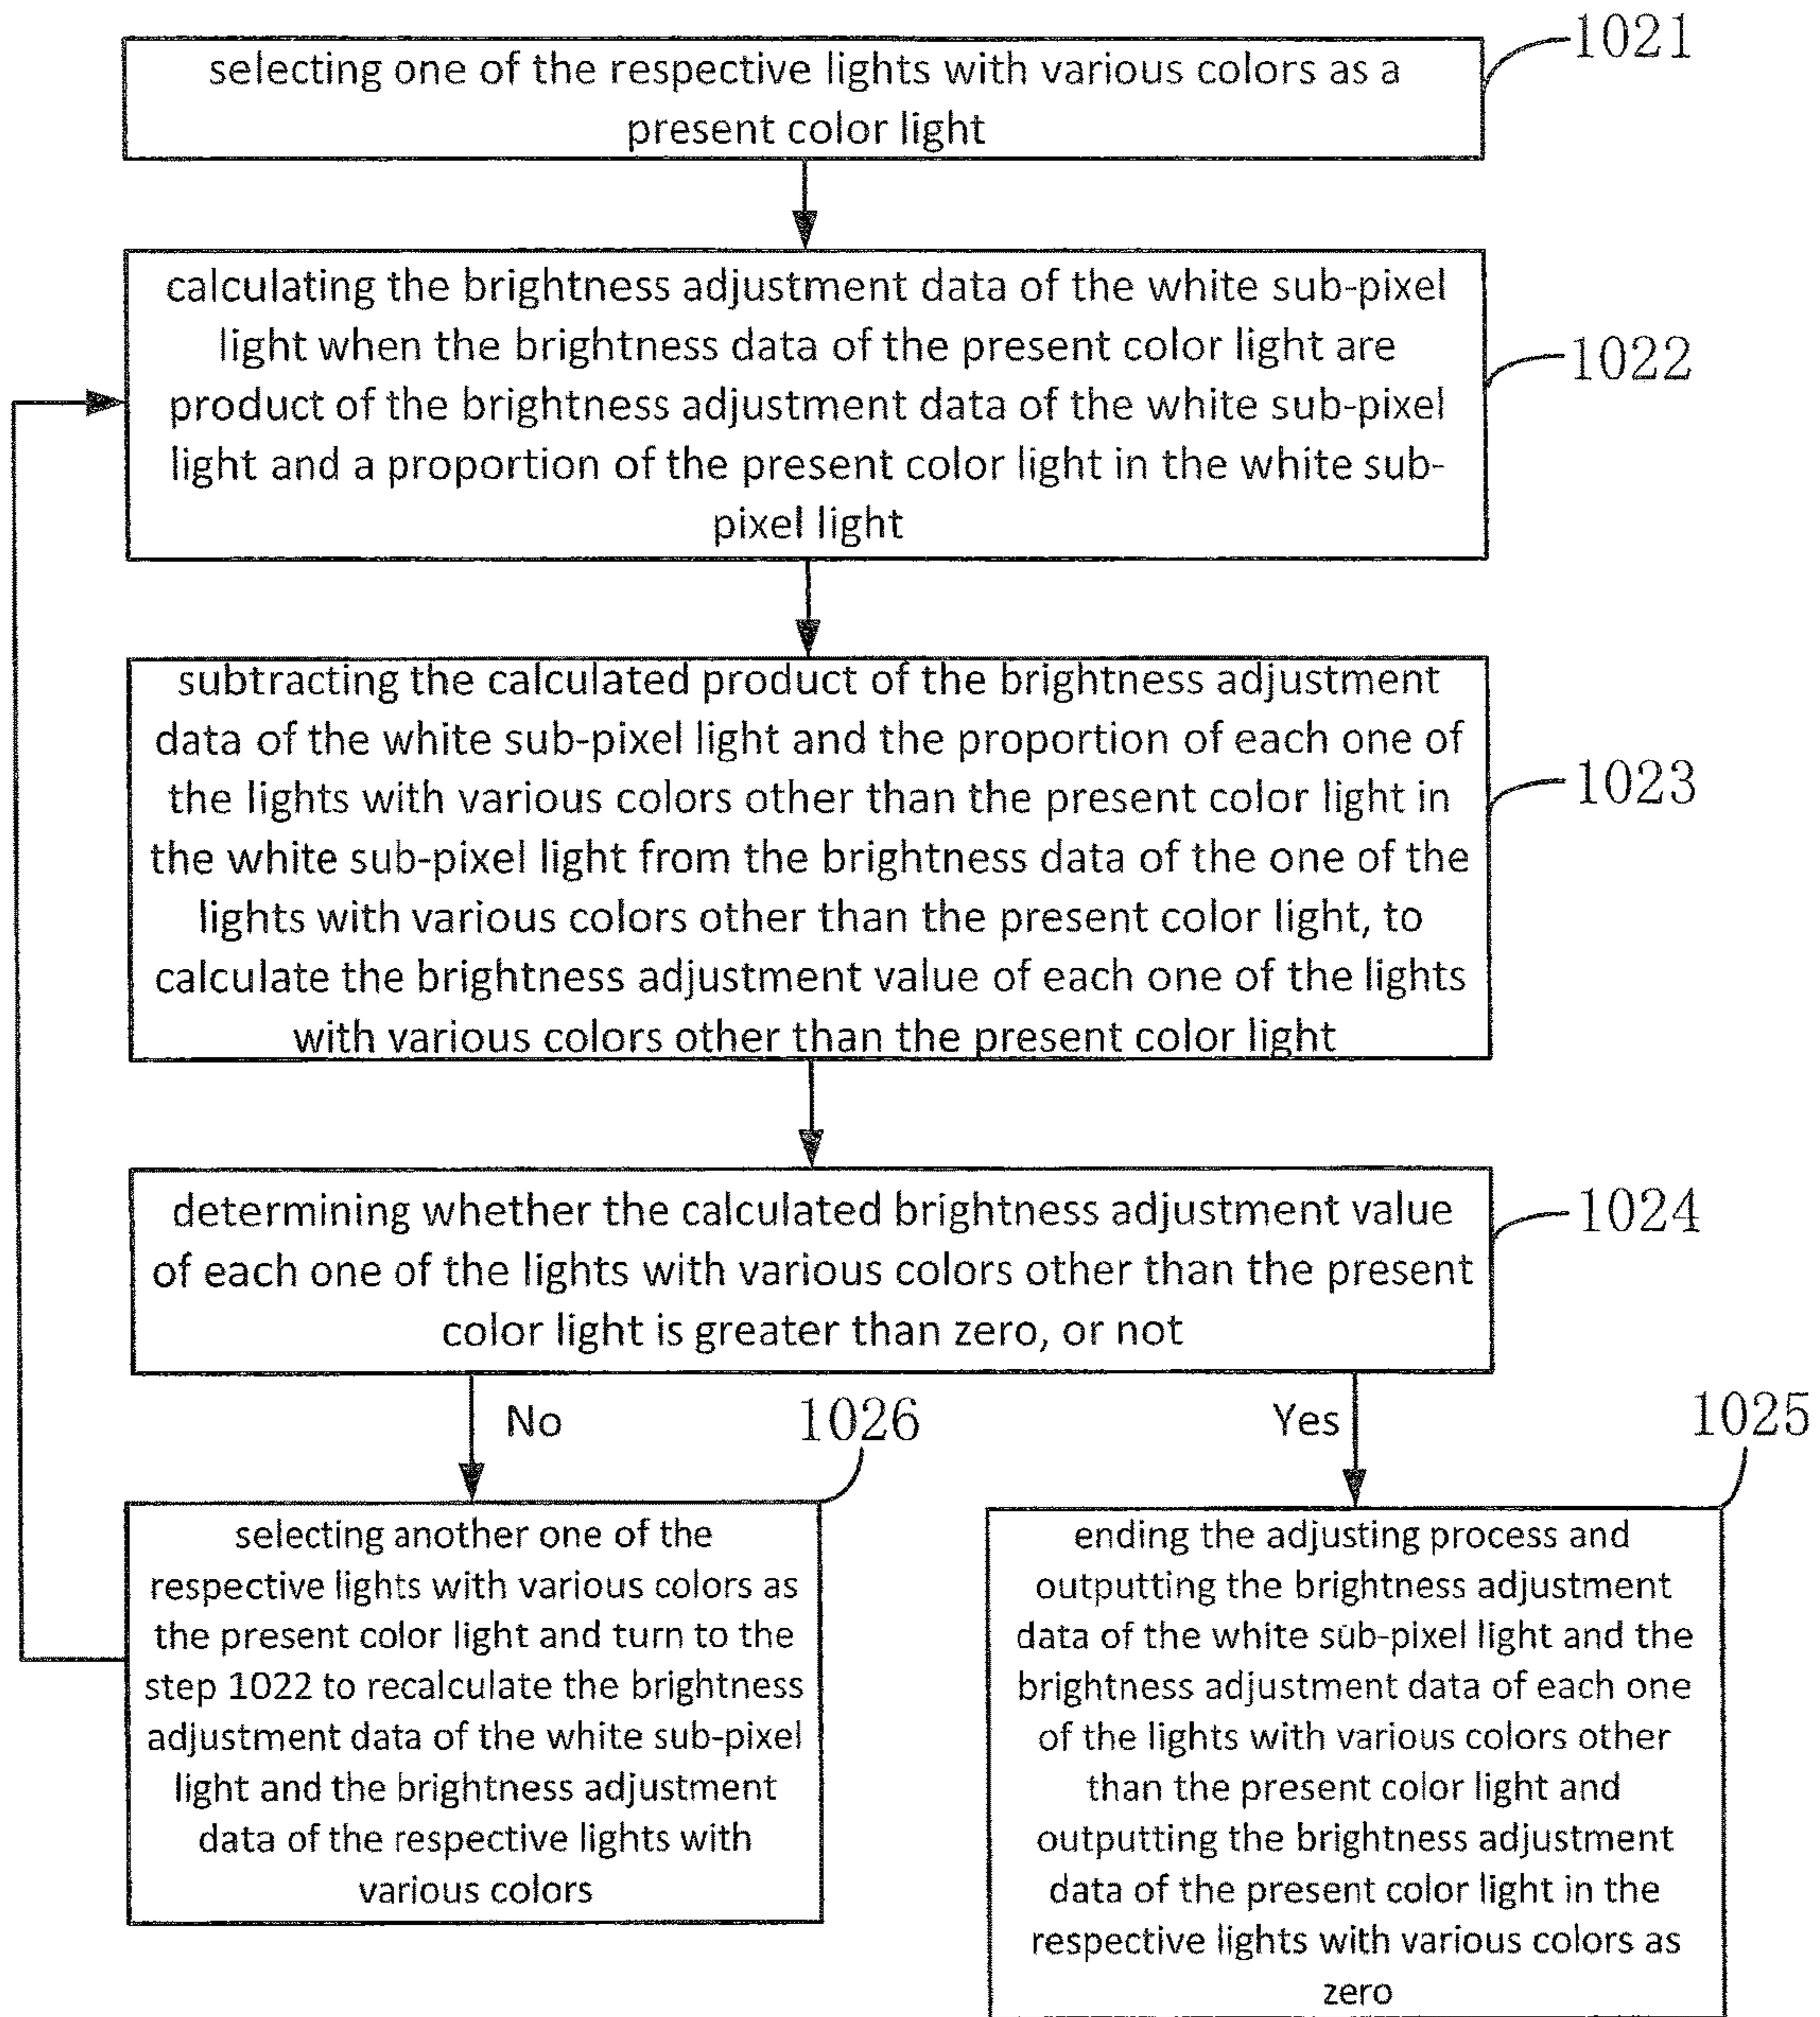 selecting one of the respective lights with various colors as a
present color light
1021
calculating the brightness adjustment data of the white sub-pixel
light when the brightness data of the present color light are
product of the brightness adjustment data of the white sub-pixel
light and a proportion of the present color light in the white sub-
pixel light
1022
subtracting the calculated product of the brightness adjustment
data of the white sub-pixel light and the proportion of each one of
the lights with various colors other than the present color light in
the white sub-pixel light from the brightness data of the one of the
lights with various colors other than the present color light, to
calculate the brightness adjustment value of each one of the lights
with various colors other than the present color light
1023
determining whether the calculated brightness adjustment value
of each one of the lights with various colors other than the present
color light is greater than zero, or not
1024
No
1026
Yes
1025
selecting another one of the
respective lights with various colors as
the present color light and turn to the
step 1022 to recalculate the brightness
adjustment data of the white sub-pixel
light and the brightness adjustment
data of the respective lights with
various colors
ending the adjusting process and
outputting the brightness adjustment
data of the white sub-pixel light and the
brightness adjustment data of each one
of the lights with various colors other
than the present color light and
outputting the brightness adjustment
data of the present color light in the
respective lights with various colors as
zero